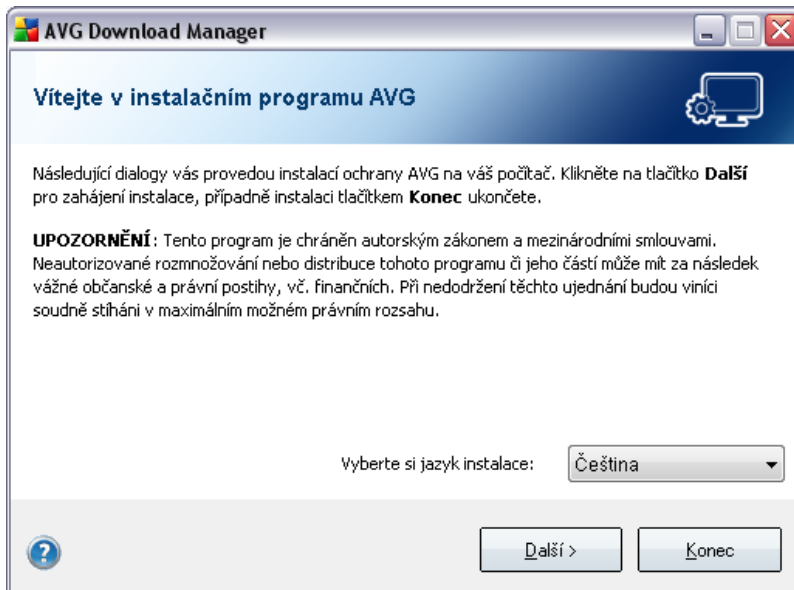 AVG Download Manager
Vítejte v instalačním programu AVG
Následující dialogy vás provedou instalací ochrany AVG na váš počítač. Klikněte na tlačítko Další
pro zahájení instalace, případně instalaci tlačítkem Konec ukončete.
UPOZORNĚNÍ: Tento program je chráněn autorským zákonem a mezinárodními smlouvami.
Neautorizované rozmnožování nebo distribuce tohoto programu či jeho částí může mít za následek
vážné občanské a právní postihy, vč. finančních. Při nedodržení těchto ujednání budou viníci
soudně stíháni v maximálním možném právním rozsahu.
Vyberte si jazyk instalace: Čeština
? Další > Konec